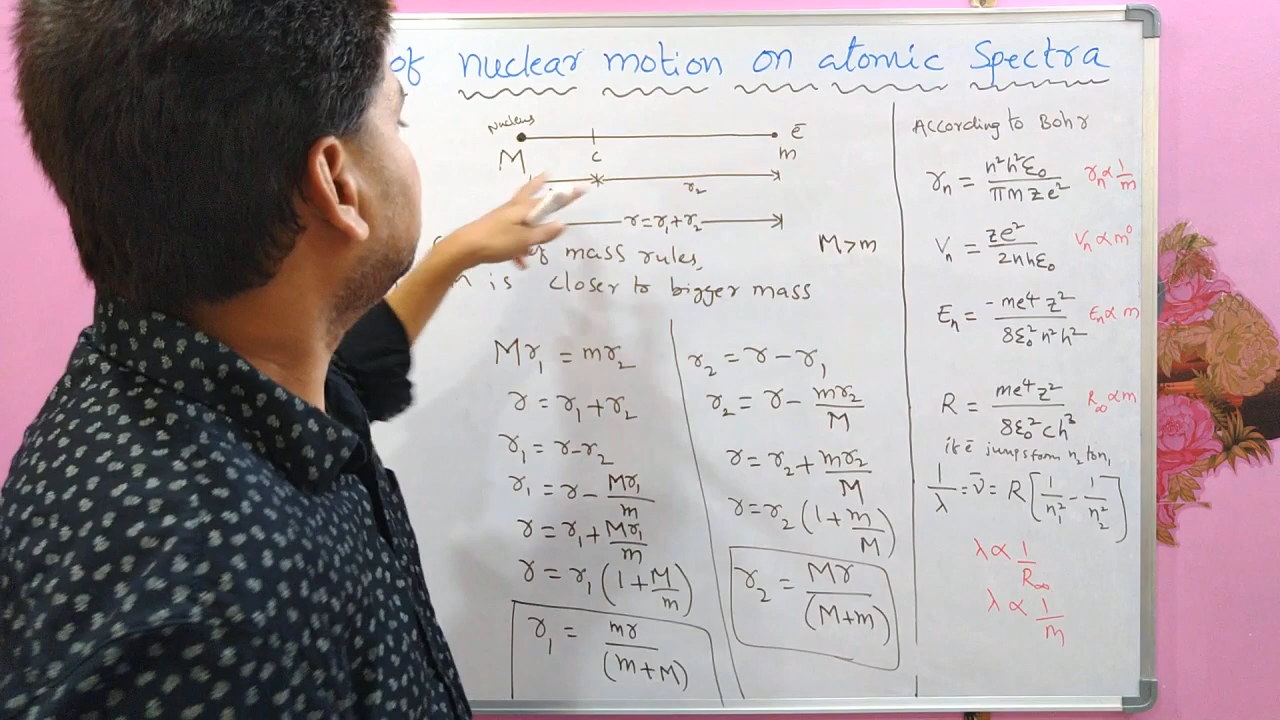 of nuclear motion on atomic Spectra
Nucleus
ē
M
c
m
r₂
r=r₁+r₂
M>m
of mass rules,
m is closer to bigger mass
Mr₁ = mr₂
r = r₁+r₂
r₁ = r-r₂
r₁ = r- Mr₁/m
r = r₁+ Mr₁/m
r = r₁(1+M/m)
r₁ = mr/(m+M)
r₂ = r-r₁
r₂ = r- mr₂/M
r = r₂+ mr₂/M
r = r₂(1+m/M)
r₂ = Mr/(M+m)
According to Bohr
rₙ = n²h²ε₀/πmze² rₙ∝1/m
Vₙ = ze²/2nhε₀ Vₙ∝m⁰
Eₙ = -me⁴z²/8ε₀²n²h² Eₙ∝m
R = me⁴z²/8ε₀²ch³ R∞∝m
if ē jumps form n₂ to n₁
1/λ = ν̄ = R[1/n₁² - 1/n₂²]
λ∝1/R∞
λ∝1/m